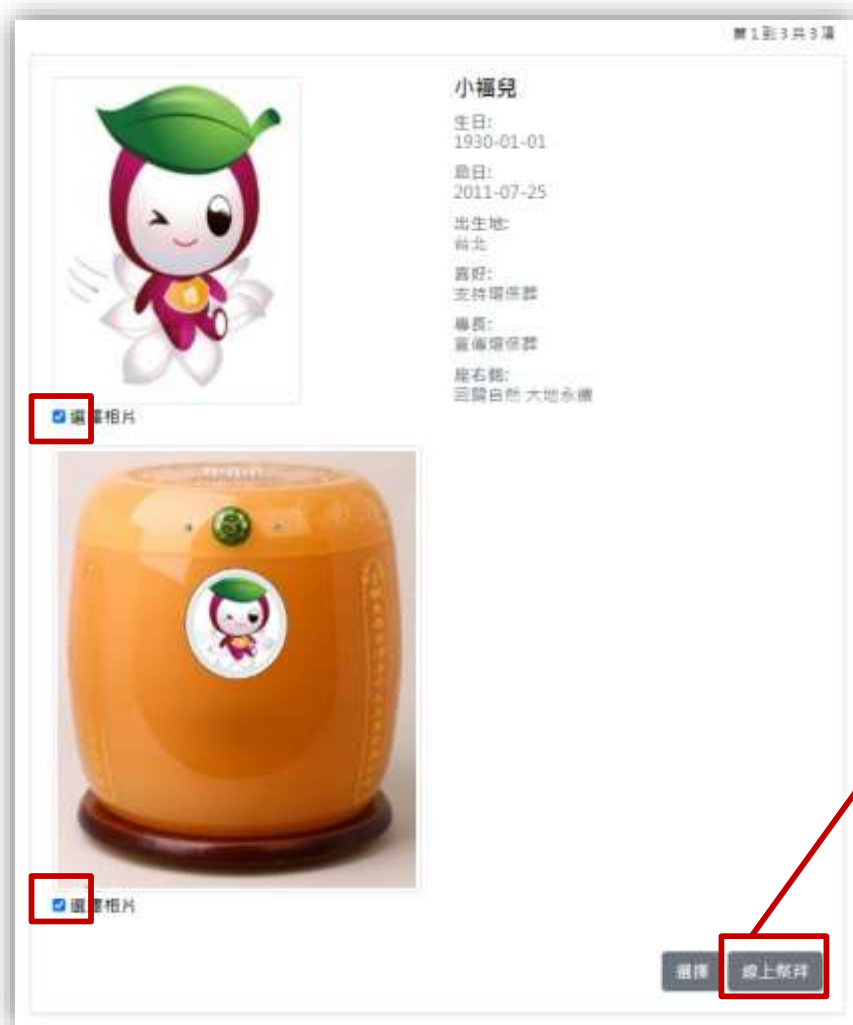 第1到3共3項
小福兒
生日:
1930-01-01
忌日:
2011-07-25
出生地:
台北
喜好:
支持環保葬
專長:
宣傳環保葬
座右銘:
回歸自然 大地永續
選擇相片
選擇相片
選擇
線上祭拜